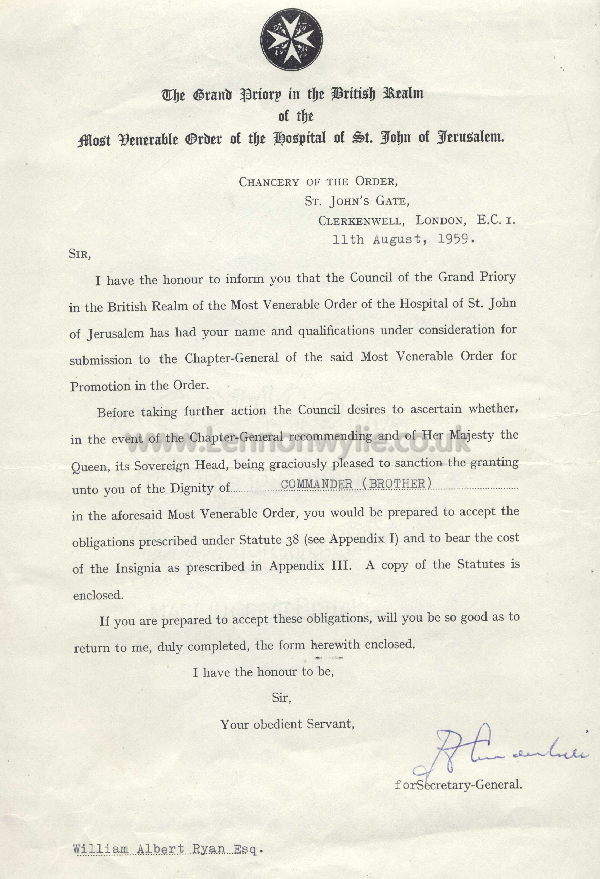 The Grand Priory in the British Realm
of the
Most Venerable Order of the Hospital of St. John of Jerusalem.
CHANCERY OF THE ORDER,
ST. JOHN'S GATE,
CLERKENWELL, LONDON, E.C. 1.
11th August, 1959.
SIR,
I have the honour to inform you that the Council of the Grand Priory
in the British Realm of the Most Venerable Order of the Hospital of St. John
of Jerusalem has had your name and qualifications under consideration for
submission to the Chapter-General of the said Most Venerable Order for
Promotion in the Order.
Before taking further action the Council desires to ascertain whether,
in the event of the Chapter-General recommending and of Her Majesty the
www.Lennonwylie.co.uk
Queen, its Sovereign Head, being graciously pleased to sanction the granting
unto you of the Dignity of COMMANDER (BROTHER)
in the aforesaid Most Venerable Order, you would be prepared to accept the
obligations prescribed under Statute 38 (see Appendix I) and to bear the cost
of the Insignia as prescribed in Appendix III. A copy of the Statutes is
enclosed.
If you are prepared to accept these obligations, will you be so good as to
return to me, duly completed, the form herewith enclosed.
I have the honour to be,
Sir,
Your obedient Servant,
forSecretary-General.
William Albert Ryan Esq.